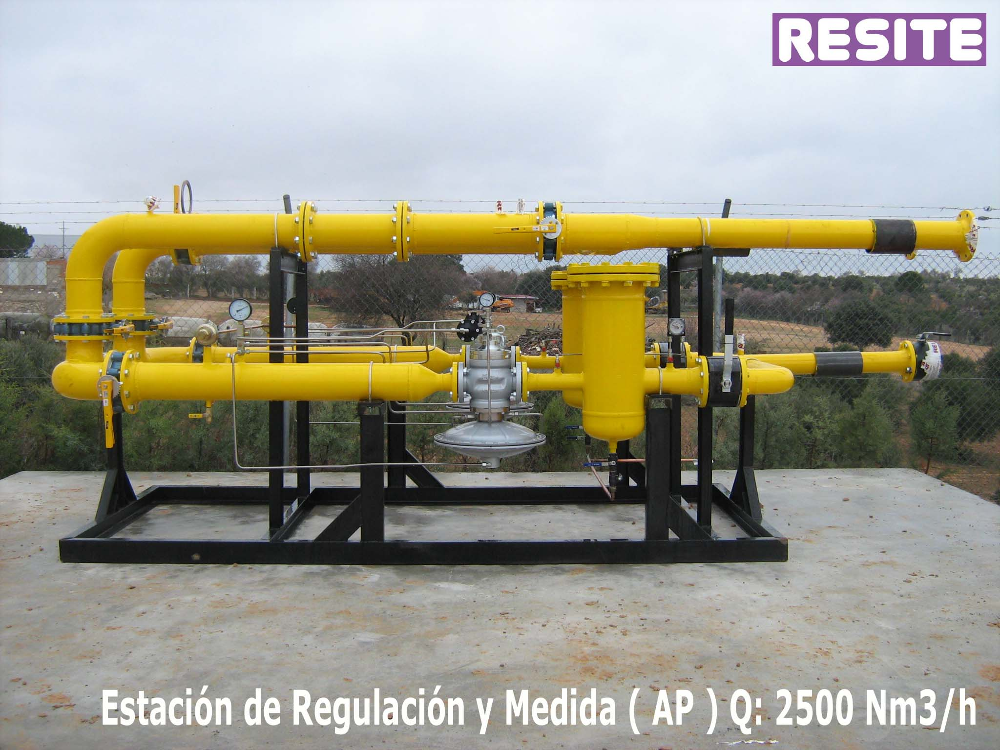 RESITE
Estación de Regulación y Medida ( AP ) Q: 2500 Nm3/h